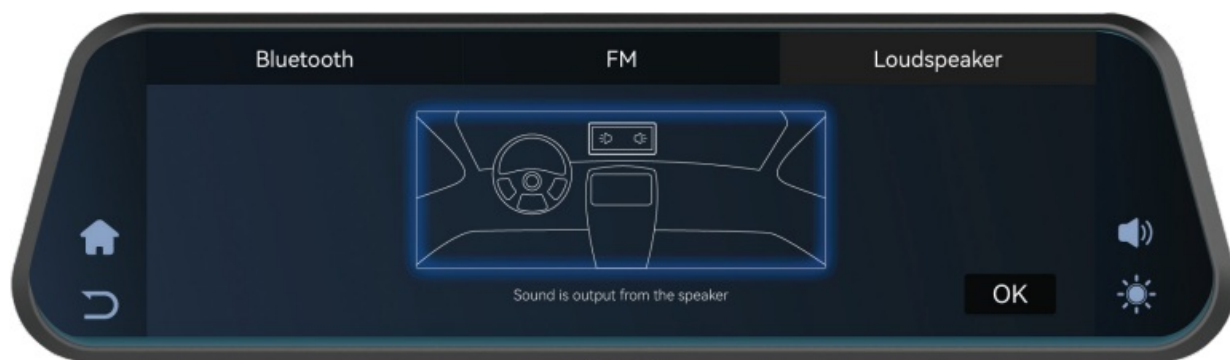 Bluetooth
FM
Loudspeaker
Sound is output from the speaker
OK